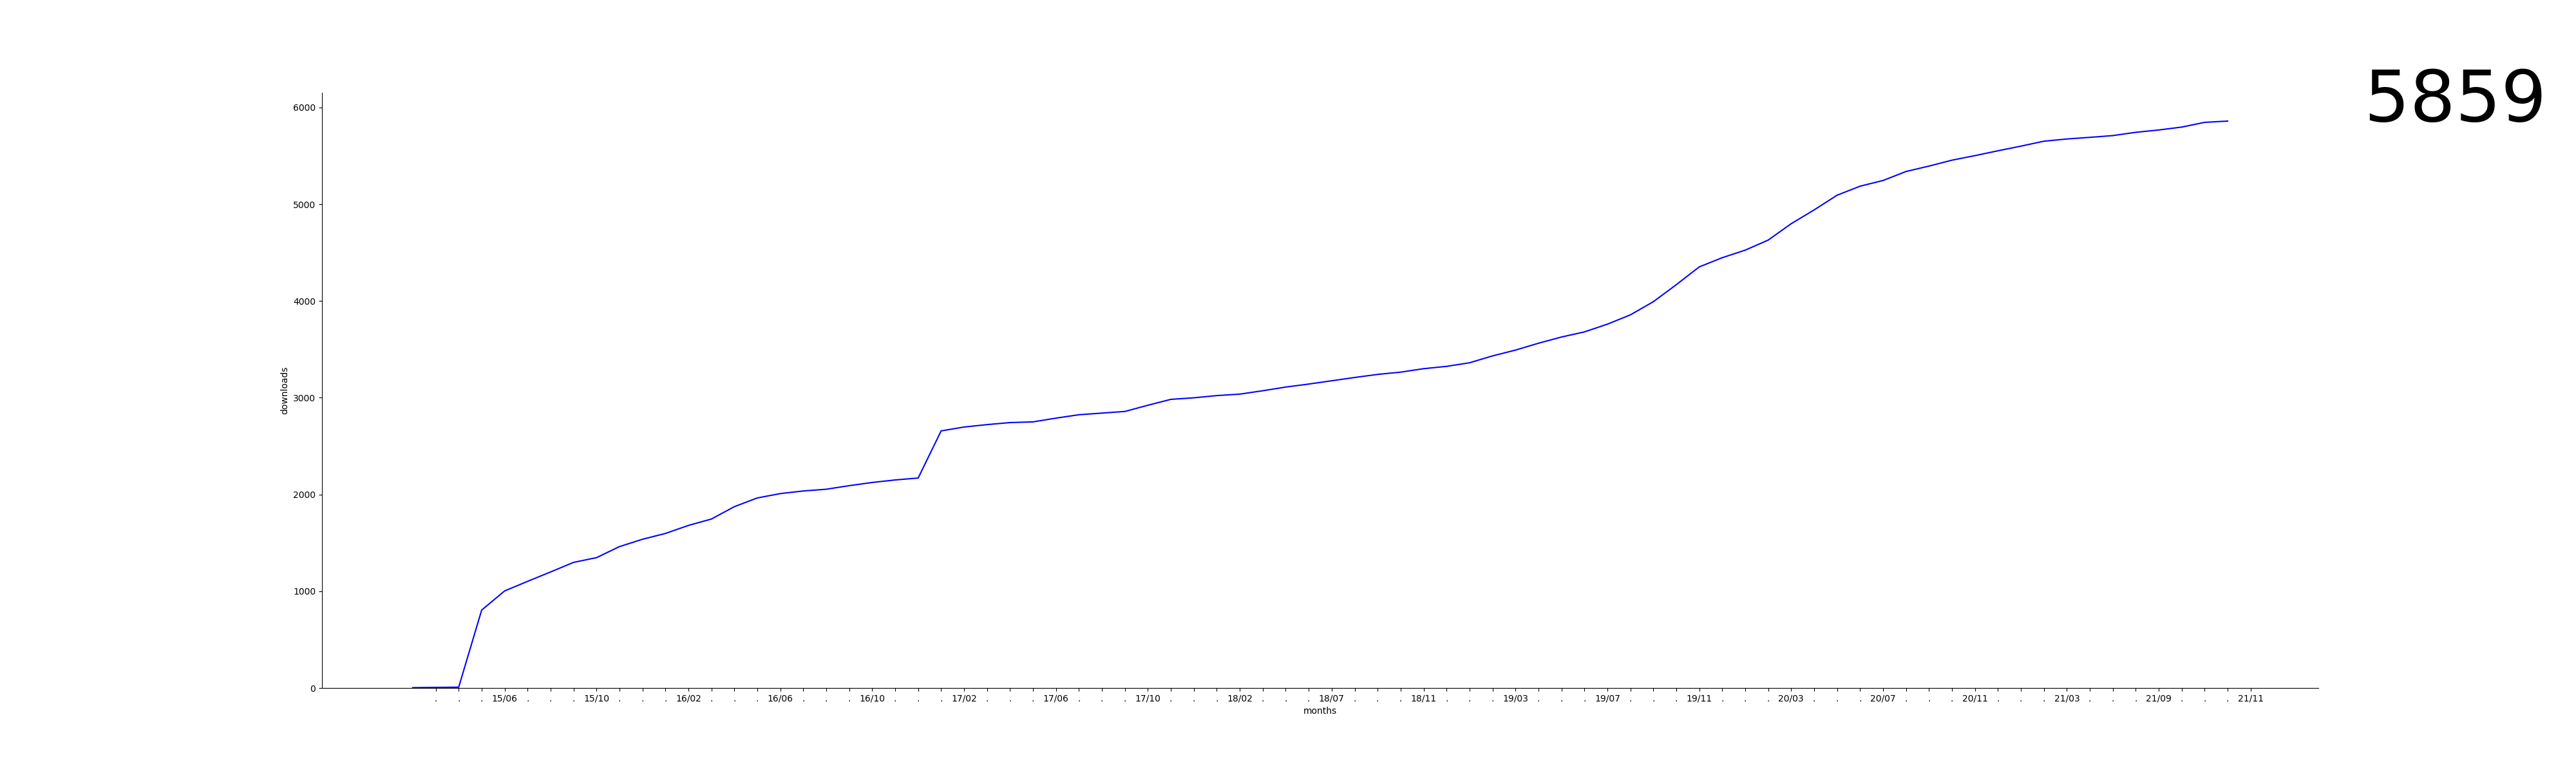 5859
6000
5000
4000
3000
2000
1000
0
downloads
. . . 15/06 . . . 15/10 . . . 16/02 . . . 16/06 . . . 16/10 . . . 17/02 . . . 17/06 . . . 17/10 . . . 18/02 . . . 18/07 . . . 18/11 . . . 19/03 . . . 19/07 . . . 19/11 . . . 20/03 . . . 20/07 . . . 20/11 . . . 21/03 . . . 21/09 . . . 21/11
months